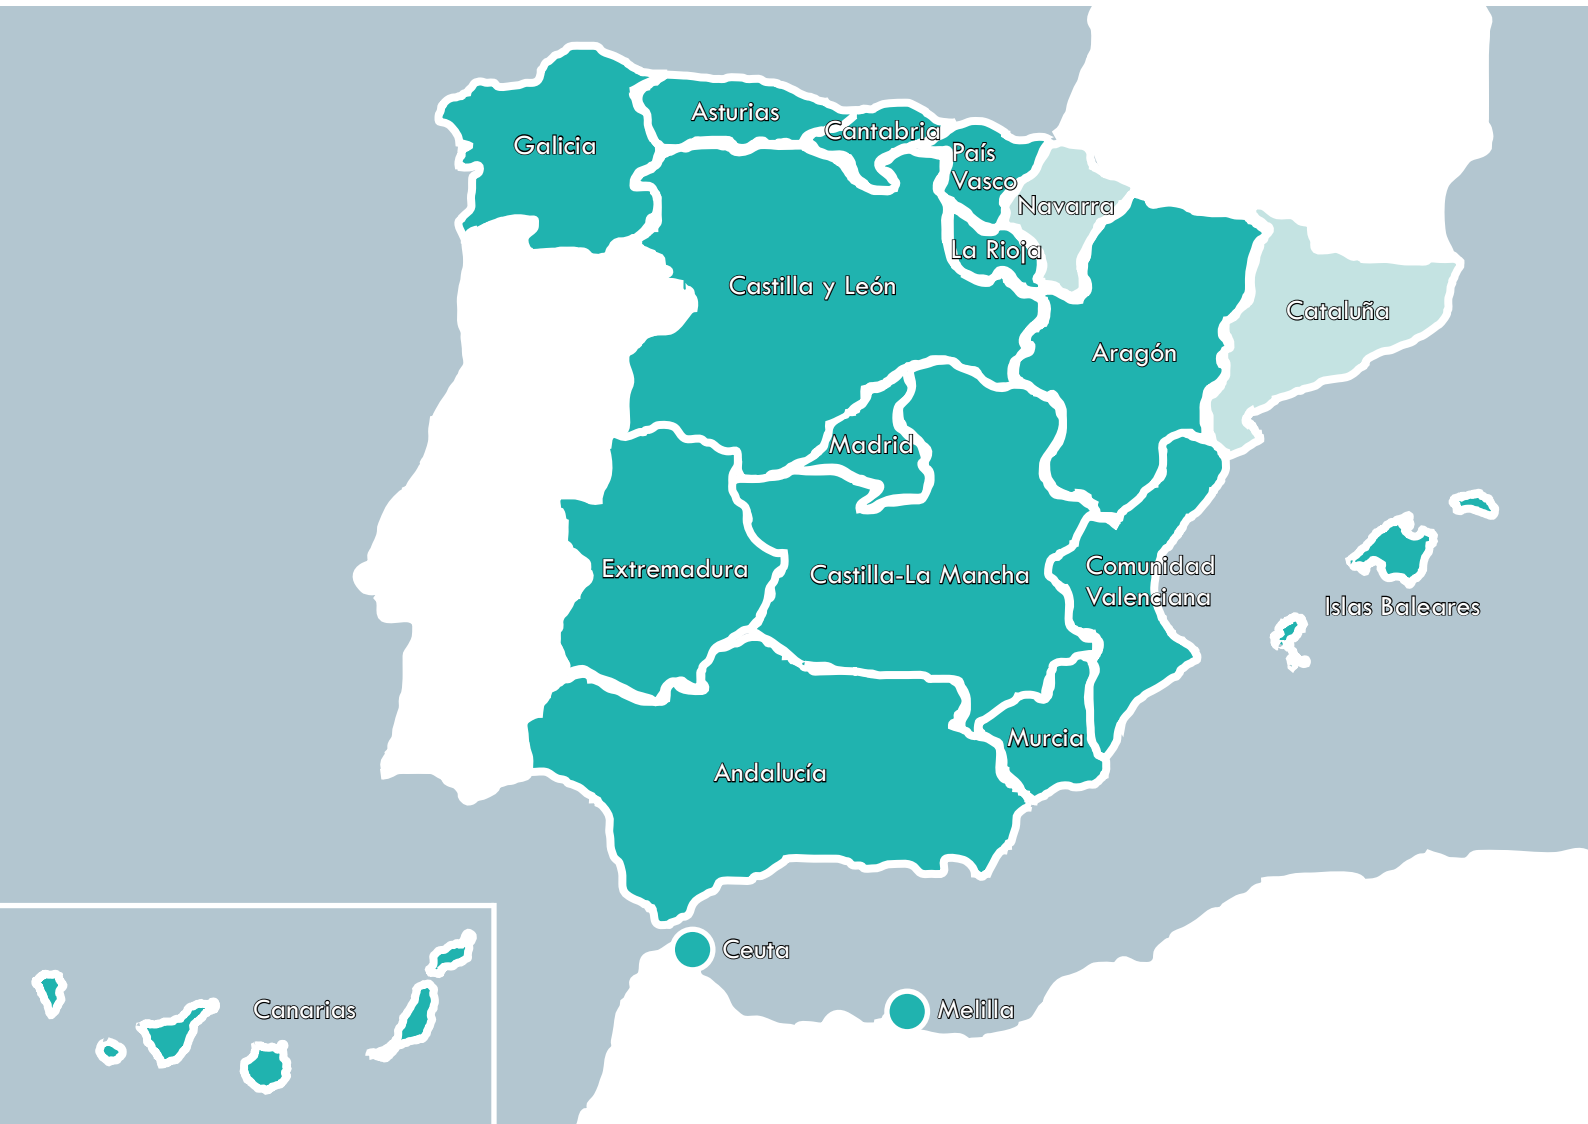 Asturias
Cantabria
Galicia
País
Vasco
Navarra
La Rioja
Castilla y León
Cataluña
Aragón
Madrid
Extremadura
Castilla-La Mancha
Comunidad
Valenciana
Islas Baleares
Murcia
Andalucía
Ceuta
Canarias
Melilla